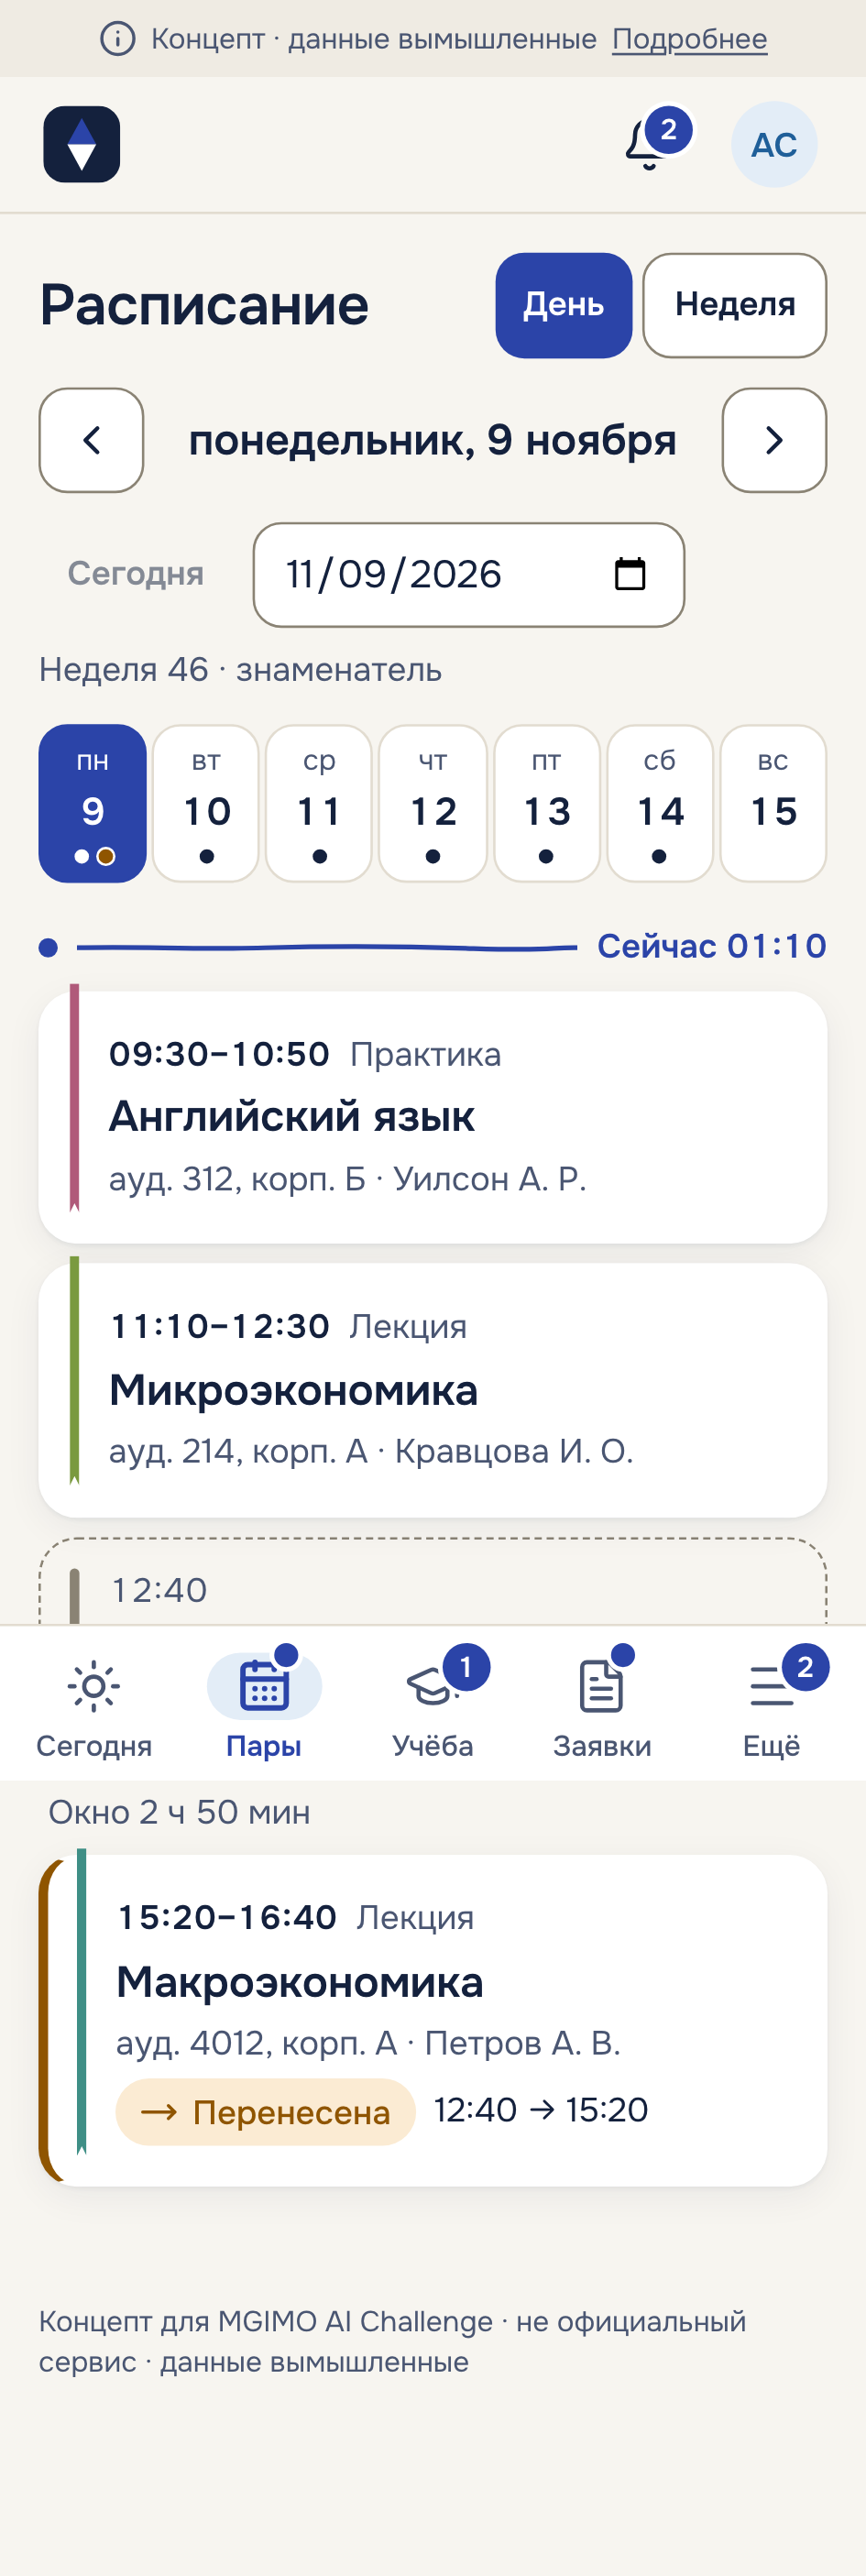 Концепт · данные вымышленные Подробнее
2
АС
Расписание
День
Неделя
понедельник, 9 ноября
Сегодня
11/09/2026
Неделя 46 · знаменатель
пн вт ср чт пт сб вс
9 10 11 12 13 14 15
Сейчас 01:10
09:30–10:50 Практика
Английский язык
ауд. 312, корп. Б · Уилсон А. Р.
11:10–12:30 Лекция
Микроэкономика
ауд. 214, корп. А · Кравцова И. О.
12:40
1
2
Сегодня Пары Учёба Заявки Ещё
Окно 2 ч 50 мин
15:20–16:40 Лекция
Макроэкономика
ауд. 4012, корп. А · Петров А. В.
→ Перенесена 12:40 → 15:20
Концепт для MGIMO AI Challenge · не официальный
сервис · данные вымышленные